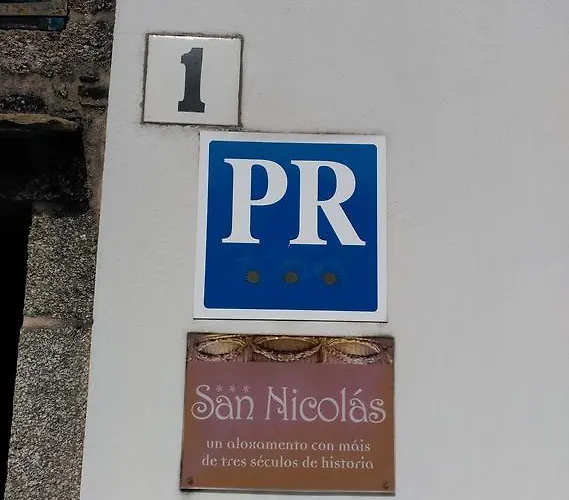 1
PR
***
San Nicolás
un aloxamento con máis
de tres séculos de historia